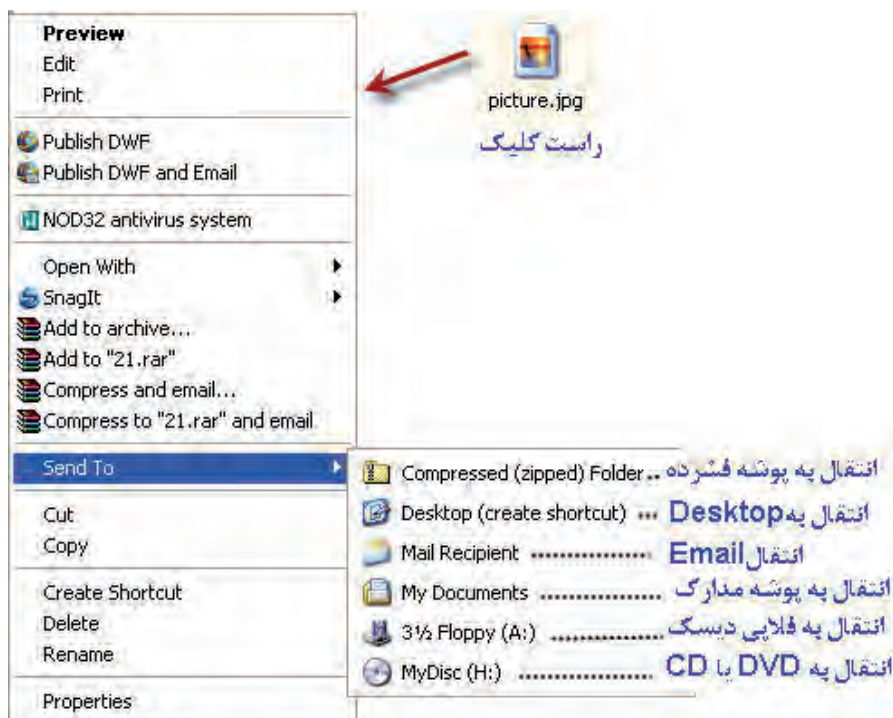 Preview
Edit
Print
Publish DWF
Publish DWF and Email
NOD32 antivirus system
Open With
SnagIt
Add to archive...
Add to "21.rar"
Compress and email...
Compress to "21.rar" and email
Send To
Cut
Copy
Create Shortcut
Delete
Rename
Properties
picture.jpg
راست کلیک
Compressed (zipped) Folder .. انتقال به پوشه فشرده
Desktop (create shortcut) ... انتقال به Desktop
Mail Recipient ................. انتقال Email
My Documents ................. انتقال به پوشه مدارک
3½ Floppy (A:) ................ انتقال به فلاپی دیسک
MyDisc (H:) ................... انتقال به DVD یا CD